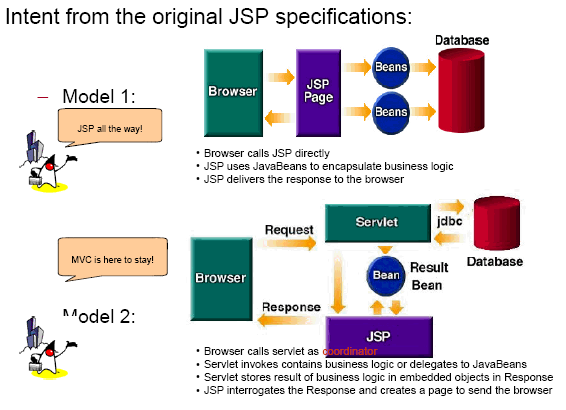 Intent from the original JSP specifications:
– Model 1:
JSP all the way!
Browser
JSP
Page
Beans
Beans
Database
• Browser calls JSP directly
• JSP uses JavaBeans to encapsulate business logic
• JSP delivers the response to the browser
MVC is here to stay!
Model 2:
Browser
Request
Response
Servlet
jdbc
Database
Bean
Result
Bean
JSP
• Browser calls servlet as coordinator
• Servlet invokes contains business logic or delegates to JavaBeans
• Servlet stores result of business logic in embedded objects in Response
• JSP interrogates the Response and creates a page to send the browser